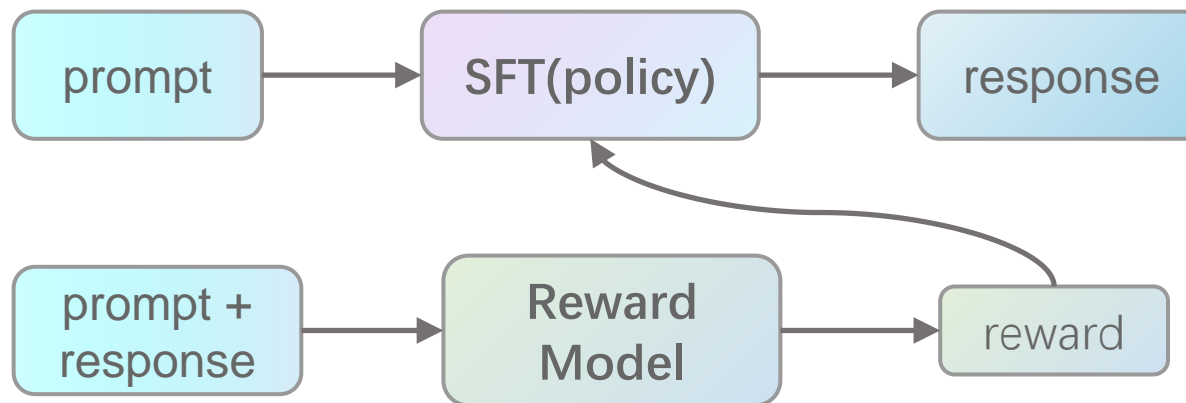 prompt
SFT(policy)
response
prompt +
response
Reward
Model
reward